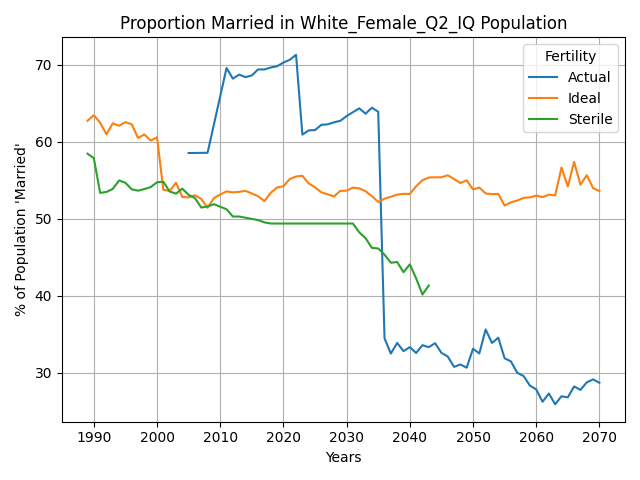 Proportion Married in White_Female_Q2_IQ Population
% of Population 'Married'
70
60
50
40
30
Fertility
Actual
Ideal
Sterile
1990 2000 2010 2020 2030 2040 2050 2060 2070
Years